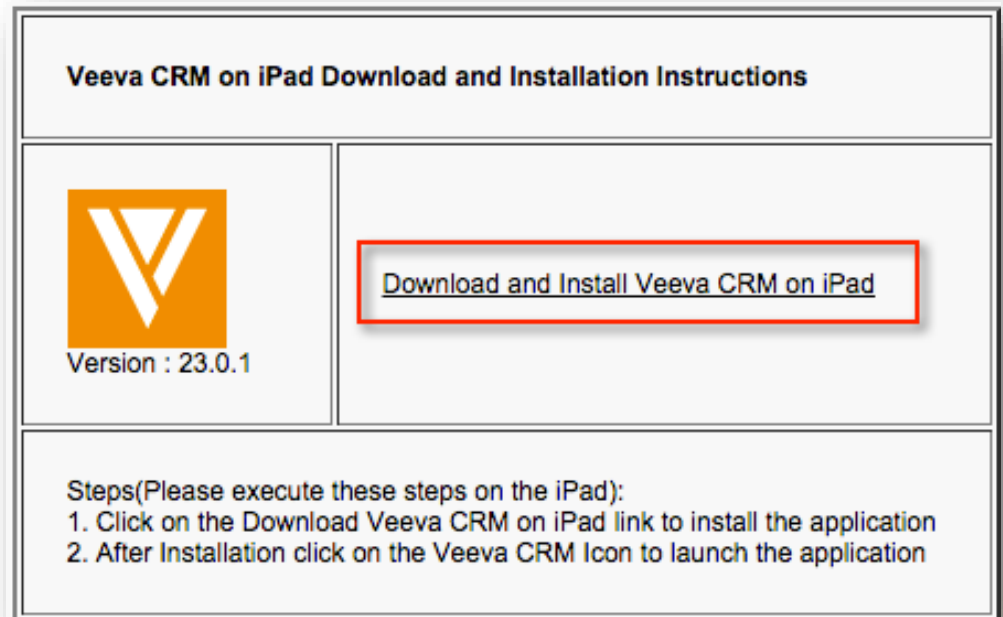 Veeva CRM on iPad Download and Installation Instructions
Download and Install Veeva CRM on iPad
Version : 23.0.1
Steps(Please execute these steps on the iPad):
1. Click on the Download Veeva CRM on iPad link to install the application
2. After Installation click on the Veeva CRM Icon to launch the application